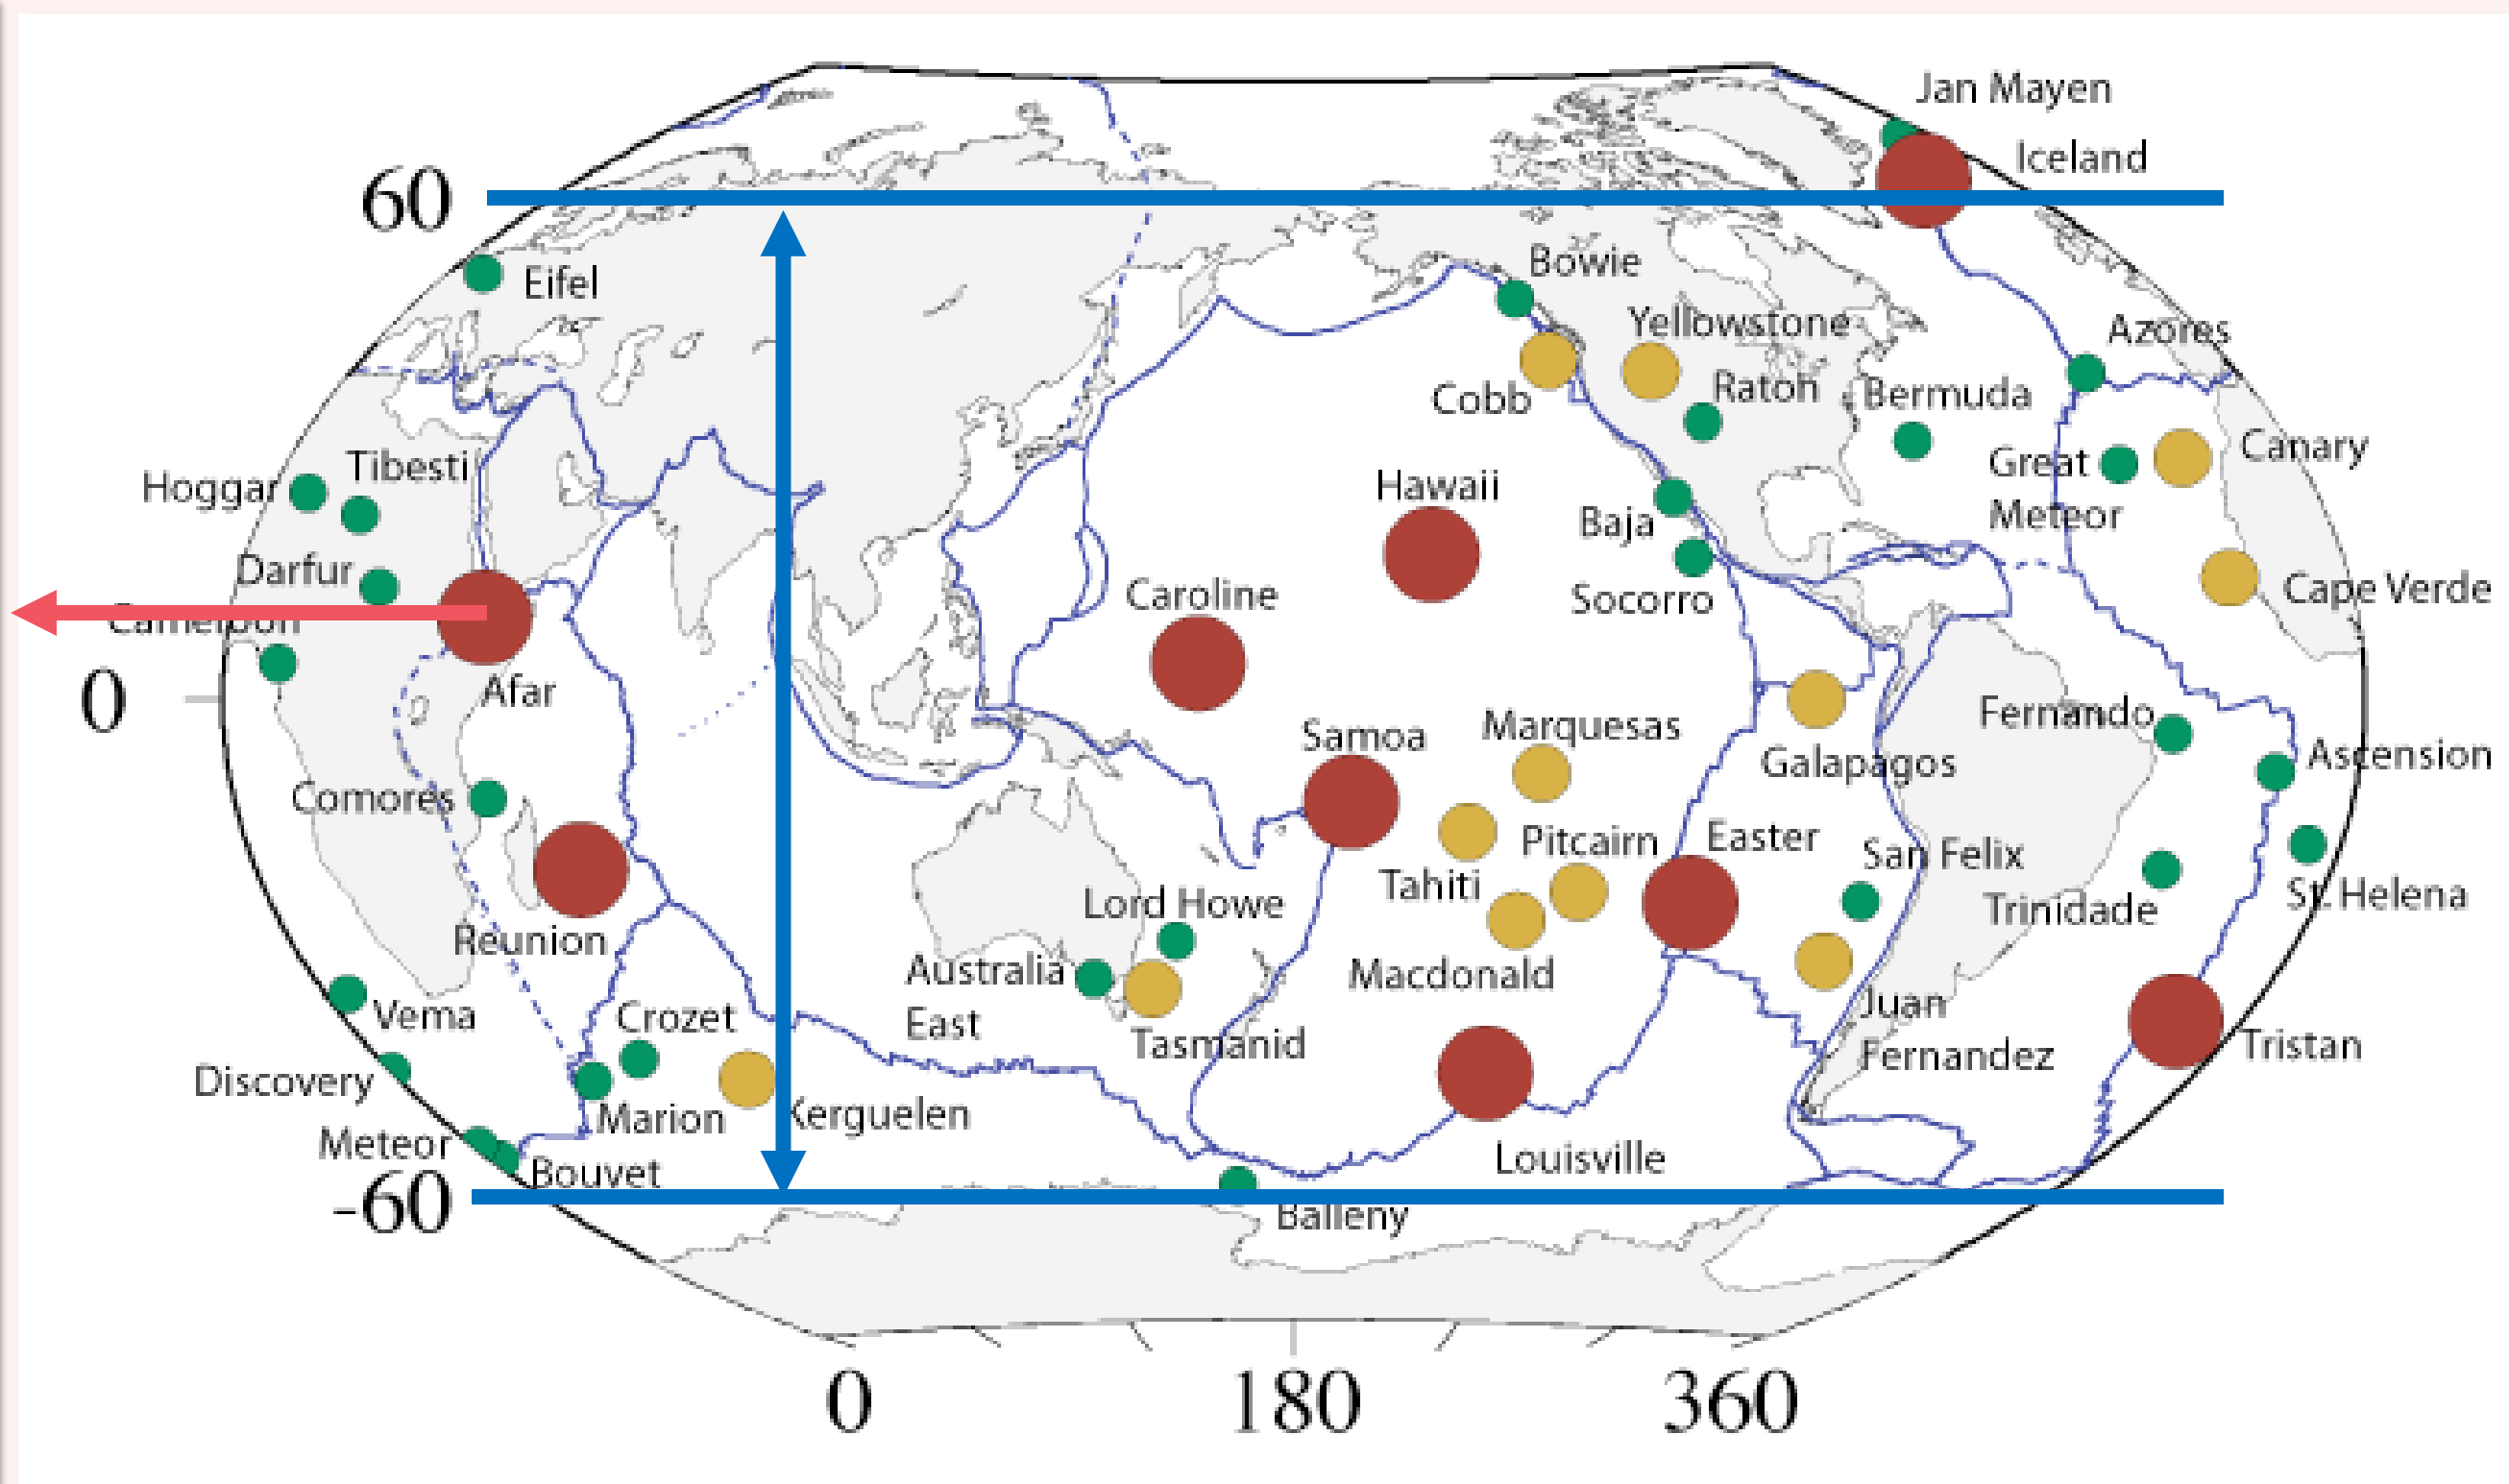 Jan Mayen
Iceland
60
Bowie
Eifel
Yellowstone
Azores
Cobb
Raton
Bermuda
Canary
Tibesti
Great
Meteor
Hoggar
Hawaii
Baja
Darfur
Caroline
Socorro
Cape Verde
Cameroon
0
Afar
Marquesas
Fernando
Samoa
Galapagos
Ascension
Comores
Pitcairn
Easter
San Felix
Tahiti
Lord Howe
St. Helena
Trinidade
Reunion
Australia
East
Macdonald
Juan
Fernandez
Vema
Crozet
Tasmanid
Tristan
Discovery
Marion
Kerguelen
Meteor
Bouvet
Louisville
-60
Balleny
0
180
360